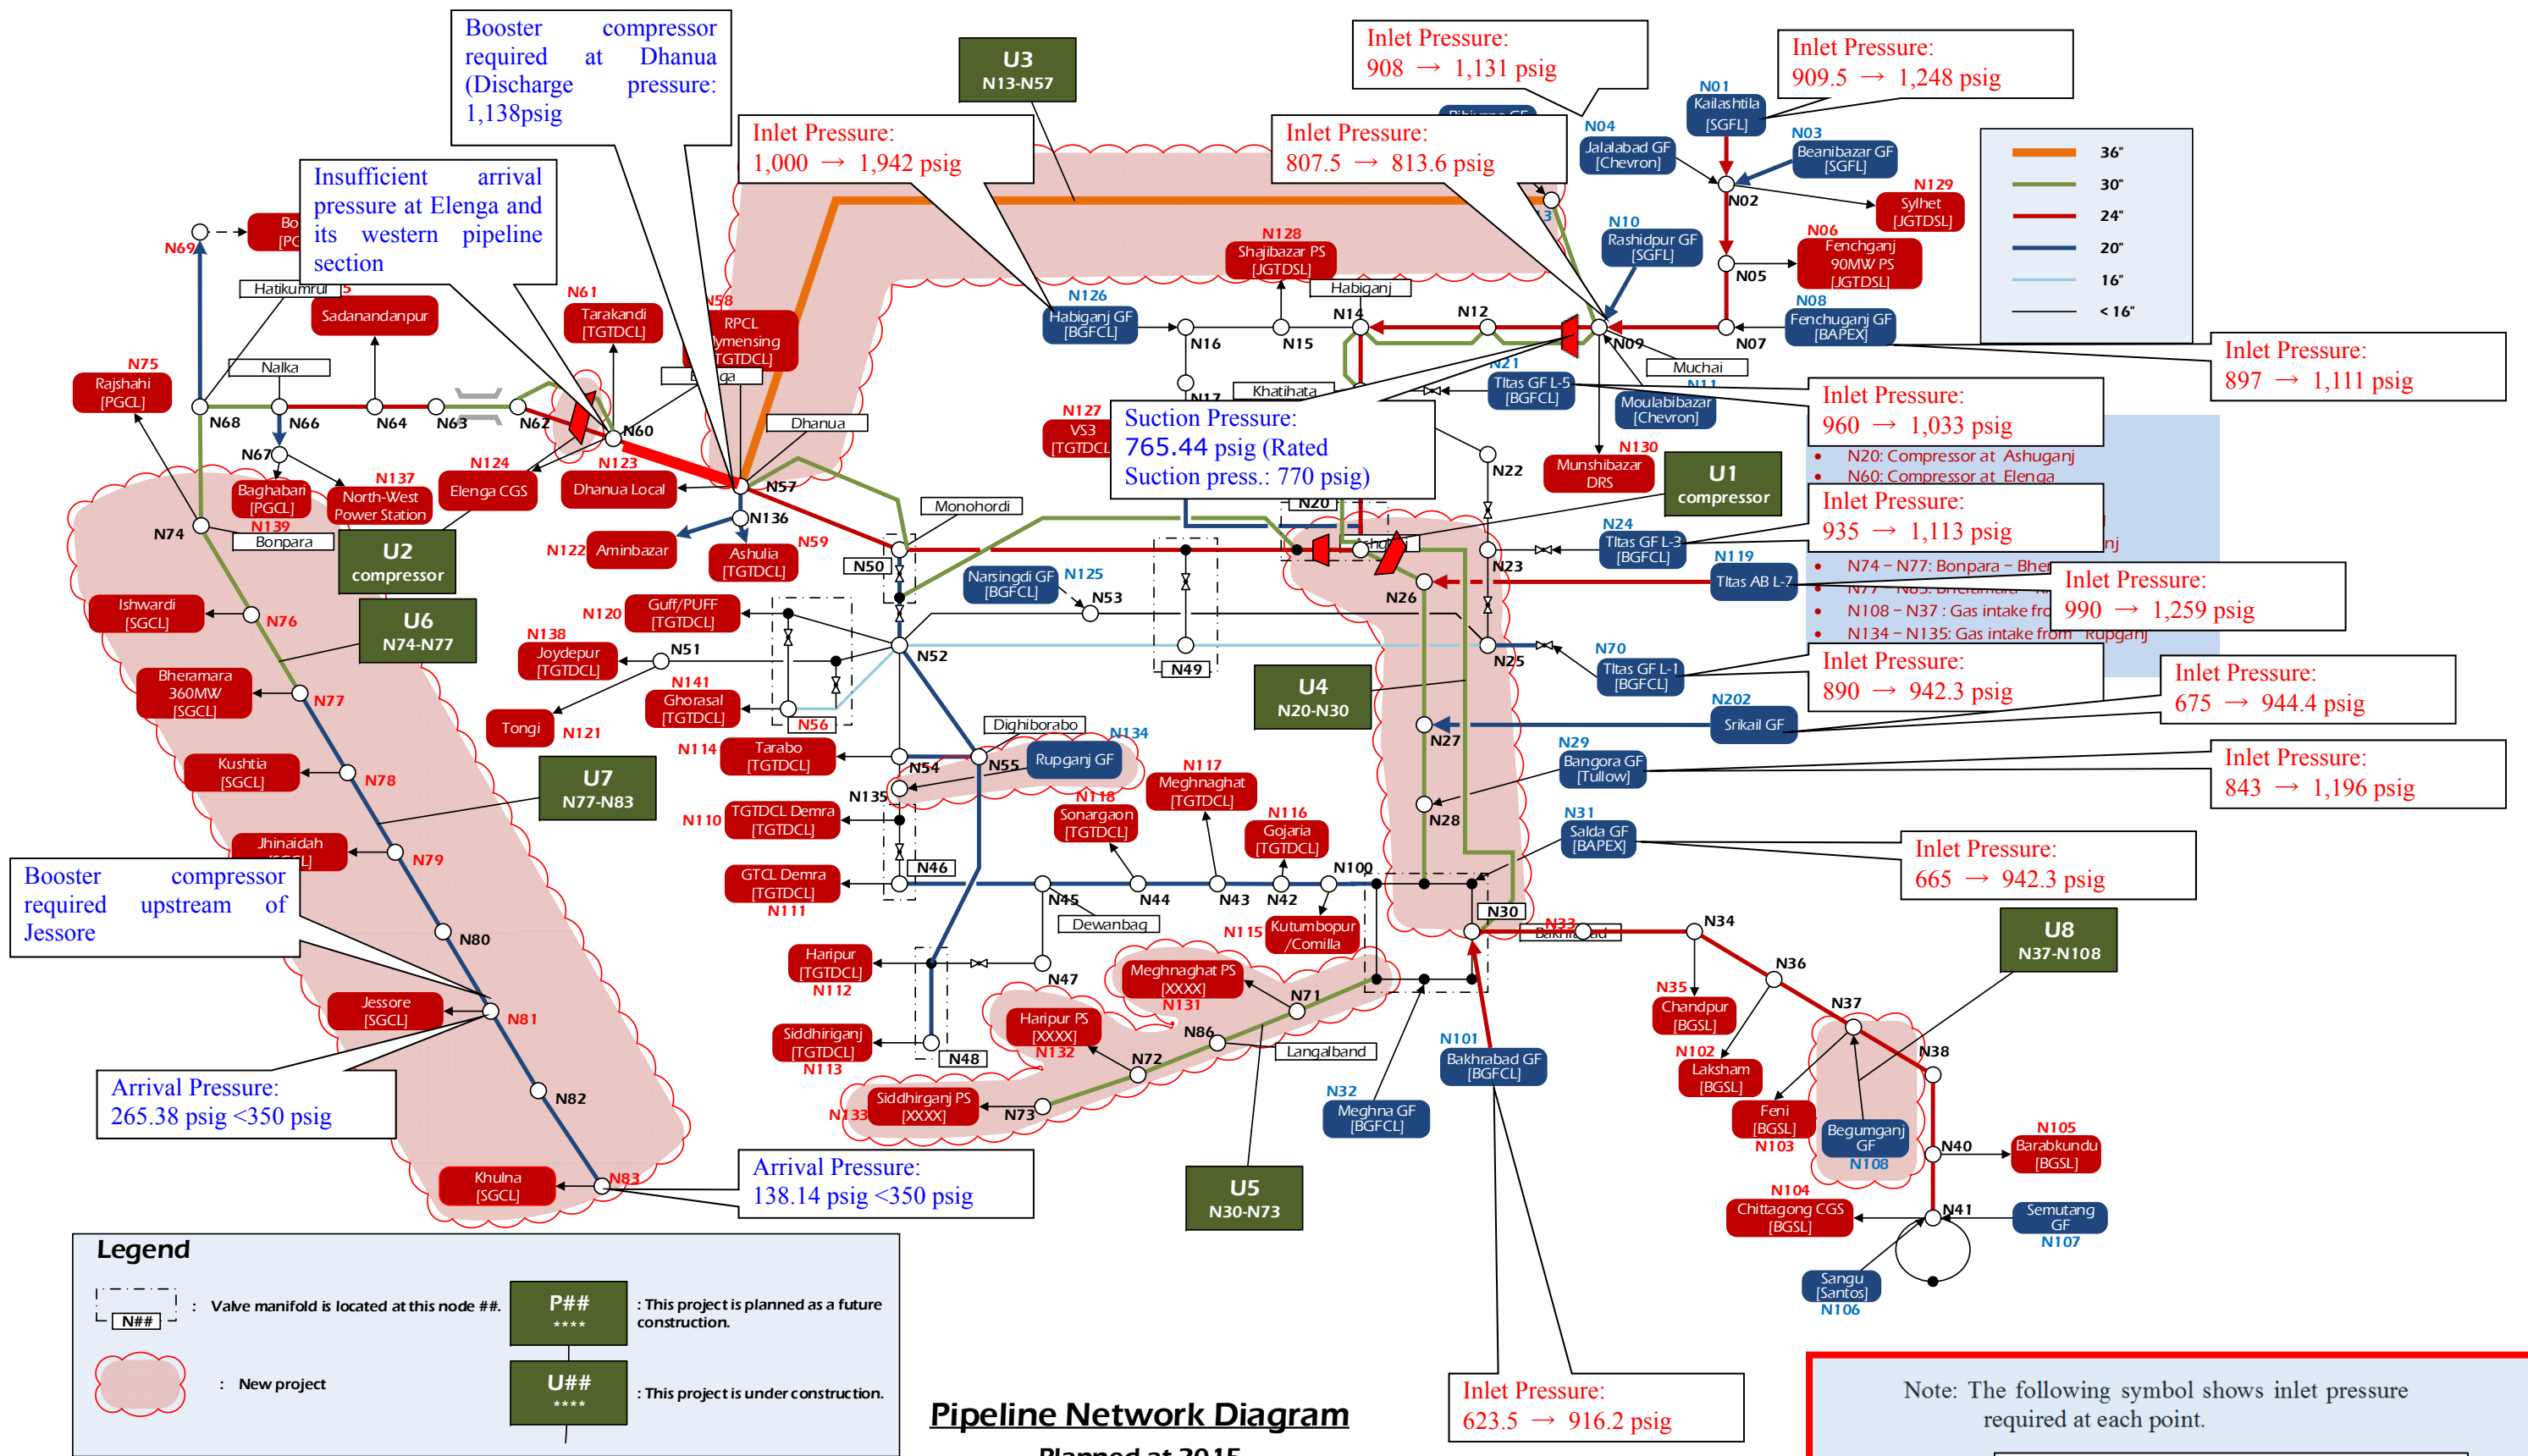 Booster compressor
required at Dhanua
(Discharge pressure:
1,138psig
U3
N13-N57
Inlet Pressure:
908 → 1,131 psig
Inlet Pressure:
909.5 → 1,248 psig
Insufficient arrival
pressure at Elenga and
its western pipeline
section
Inlet Pressure:
1,000 → 1,942 psig
Inlet Pressure:
807.5 → 813.6 psig
N01
Kailashtila
[SGFL]
N04
Jalalabad GF
[Chevron]
N03
Beanibazar GF
[SGFL]
N02
N129
Sylhet
[JGTDSL]
36"
30"
24"
20"
16"
< 16"
N69
N10
Rashidpur GF
[SGFL]
N06
Fenchganj
90MW PS
[JGTDSL]
N05
N128
Shajibazar PS
[JGTDSL]
Habiganj
Hatikumrul
Sadanandanpur
N61
Tarakandi
[TGTDCL]
N58
RPCL
N126
Habiganj GF
[BGFCL]
N16
N15
N14
N12
N09
N07
N08
Fenchuganj GF
[BAPEX]
Inlet Pressure:
897 → 1,111 psig
N75
Rajshahi
[PGCL]
Nalka
Muchai
Khatihata
N17
N21
TItas GF L-5
[BGFCL]
N11
Moulabibazar
[Chevron]
Inlet Pressure:
960 → 1,033 psig
N68
N66
N64
N63
N62
N60
Dhanua
N127
VS3
Suction Pressure:
765.44 psig (Rated
Suction press.: 770 psig)
N22
N130
Munshibazar
DRS
U1
compressor
• N20: Compressor at Ashuganj
• N60: Compressor at Elenga
N67
Baghabari
[PGCL]
N137
North-West
Power Station
N124
Elenga CGS
N123
Dhanua Local
N57
N136
Monohordi
N20
Inlet Pressure:
935 → 1,113 psig
N74
N139
Bonpara
U2
compressor
N122
Aminbazar
Ashulia
[TGTDCL]
N59
N50
N23
N24
TItas GF L-3
[BGFCL]
N119
TItas AB L-7
Inlet Pressure:
990 → 1,259 psig
Narsingdi GF
[BGFCL]
N125
N53
N26
• N108 – N37 : Gas intake
• N134 – N135: Gas intake from Rupganj
Ishwardi
[SGCL]
N76
U6
N74-N77
N120
Guff/PUFF
[TGTDCL]
N138
Joydepur
[TGTDCL]
N51
N52
N49
N25
N70
TItas GF L-1
[BGFCL]
Inlet Pressure:
890 → 942.3 psig
Inlet Pressure:
675 → 944.4 psig
Bheramara
360MW
[SGCL]
N77
N141
Ghorasal
[TGTDCL]
N56
Tongi
N121
U4
N20-N30
N202
Srikail GF
N27
Dighiborabo
N134
Rupganj GF
N114
Tarabo
[TGTDCL]
N54
N55
N29
Bangora GF
[Tullow]
Inlet Pressure:
843 → 1,196 psig
Kushtia
[SGCL]
N78
U7
N77-N83
N135
N117
Meghnaghat
[TGTDCL]
N118
Sonargaon
[TGTDCL]
N110
TGTDCL Demra
[TGTDCL]
N116
Gojaria
[TGTDCL]
N28
N31
Salda GF
[BAPEX]
Inlet Pressure:
665 → 942.3 psig
Jhinaidah
N79
Booster compressor
required upstream of
Jessore
GTCL Demra
[TGTDCL]
N111
N46
N45
N44
N43
N42
N100
Dewanbag
N115
Kutumbopur
/Comilla
N30
N33
N34
U8
N37-N108
N80
Haripur
[TGTDCL]
N112
N47
Meghnaghat PS
[XXXX]
N131
N71
N36
N35
Chandpur
[BGSL]
N37
Jessore
[SGCL]
N81
Haripur PS
[XXXX]
N132
N86
Langalband
Siddhiriganj
[TGTDCL]
N113
N48
N72
N101
Bakhrabad GF
[BGFCL]
N102
Laksham
[BGSL]
N38
Arrival Pressure:
265.38 psig <350 psig
N82
N133
Siddhirganj PS
[XXXX]
N73
N32
Meghna GF
[BGFCL]
Feni
[BGSL]
N103
Begumganj
GF
N108
N40
N105
Barabkundu
[BGSL]
Khulna
[SGCL]
N83
Arrival Pressure:
138.14 psig <350 psig
U5
N30-N73
N104
Chittagong CGS
[BGSL]
N41
Semutang
GF
N107
Sangu
[Santos]
N106
Legend
N##
: Valve manifold is located at this node ##.
P##
****
: This project is planned as a future
construction.
: New project
U##
****
: This project is under construction.
Pipeline Network Diagram
Planned at 2015
Inlet Pressure:
623.5 → 916.2 psig
Note: The following symbol shows inlet pressure
required at each point.